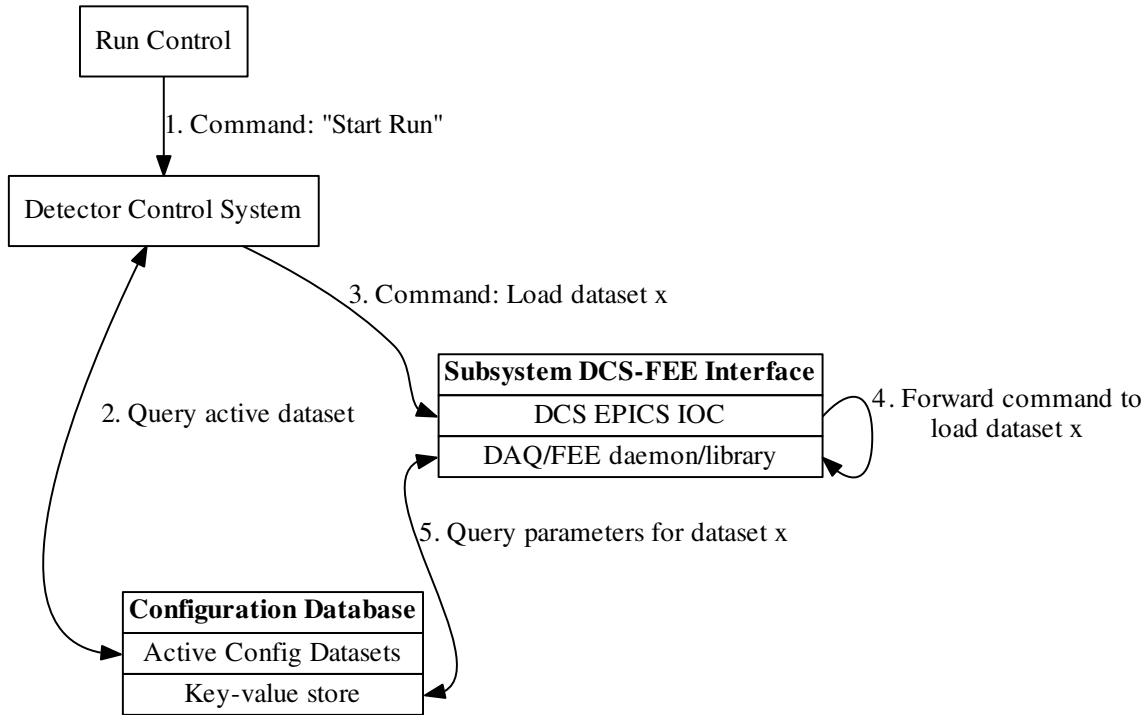 Run Control
1. Command: "Start Run"
Detector Control System
3. Command: Load dataset x
Subsystem DCS-FEE Interface
DCS EPICS IOC
DAQ/FEE daemon/library
4. Forward command to
load dataset x
2. Query active dataset
5. Query parameters for dataset x
Configuration Database
Active Config Datasets
Key-value store